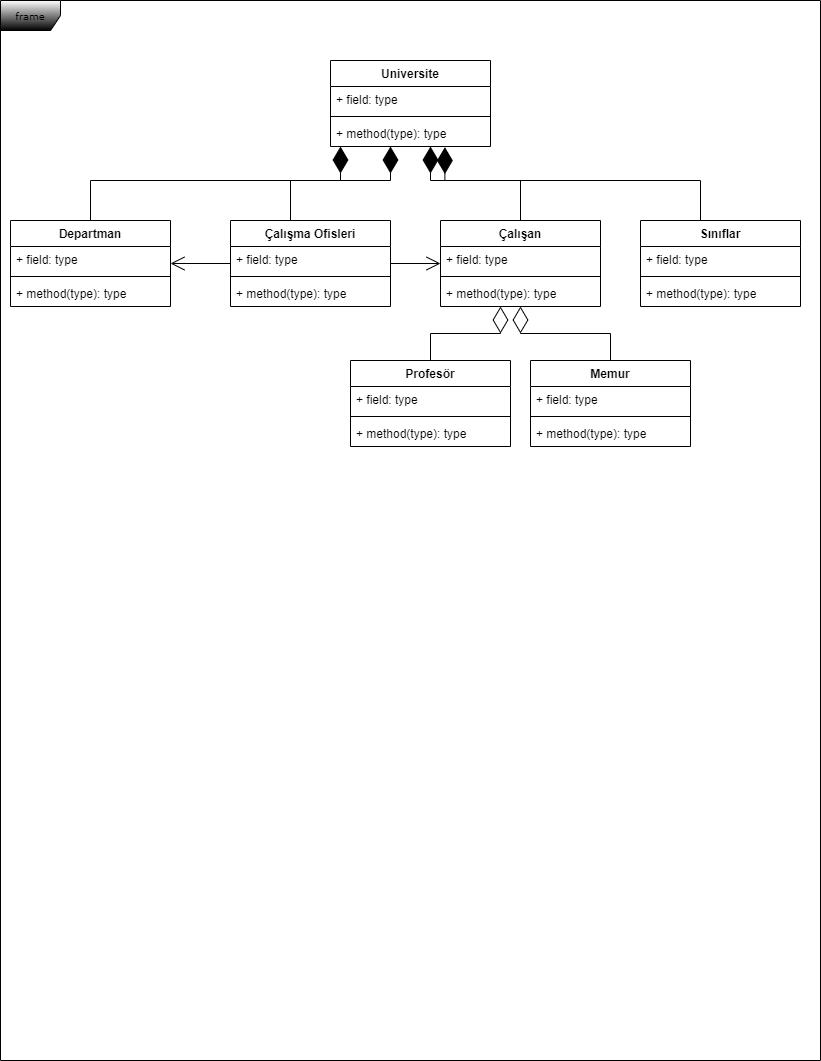 frame
Universite
+ field: type
+ method(type): type
Departman
+ field: type
+ method(type): type
Çalışma Ofisleri
+ field: type
+ method(type): type
Çalışan
+ field: type
+ method(type): type
Sınıflar
+ field: type
+ method(type): type
Profesör
+ field: type
+ method(type): type
Memur
+ field: type
+ method(type): type